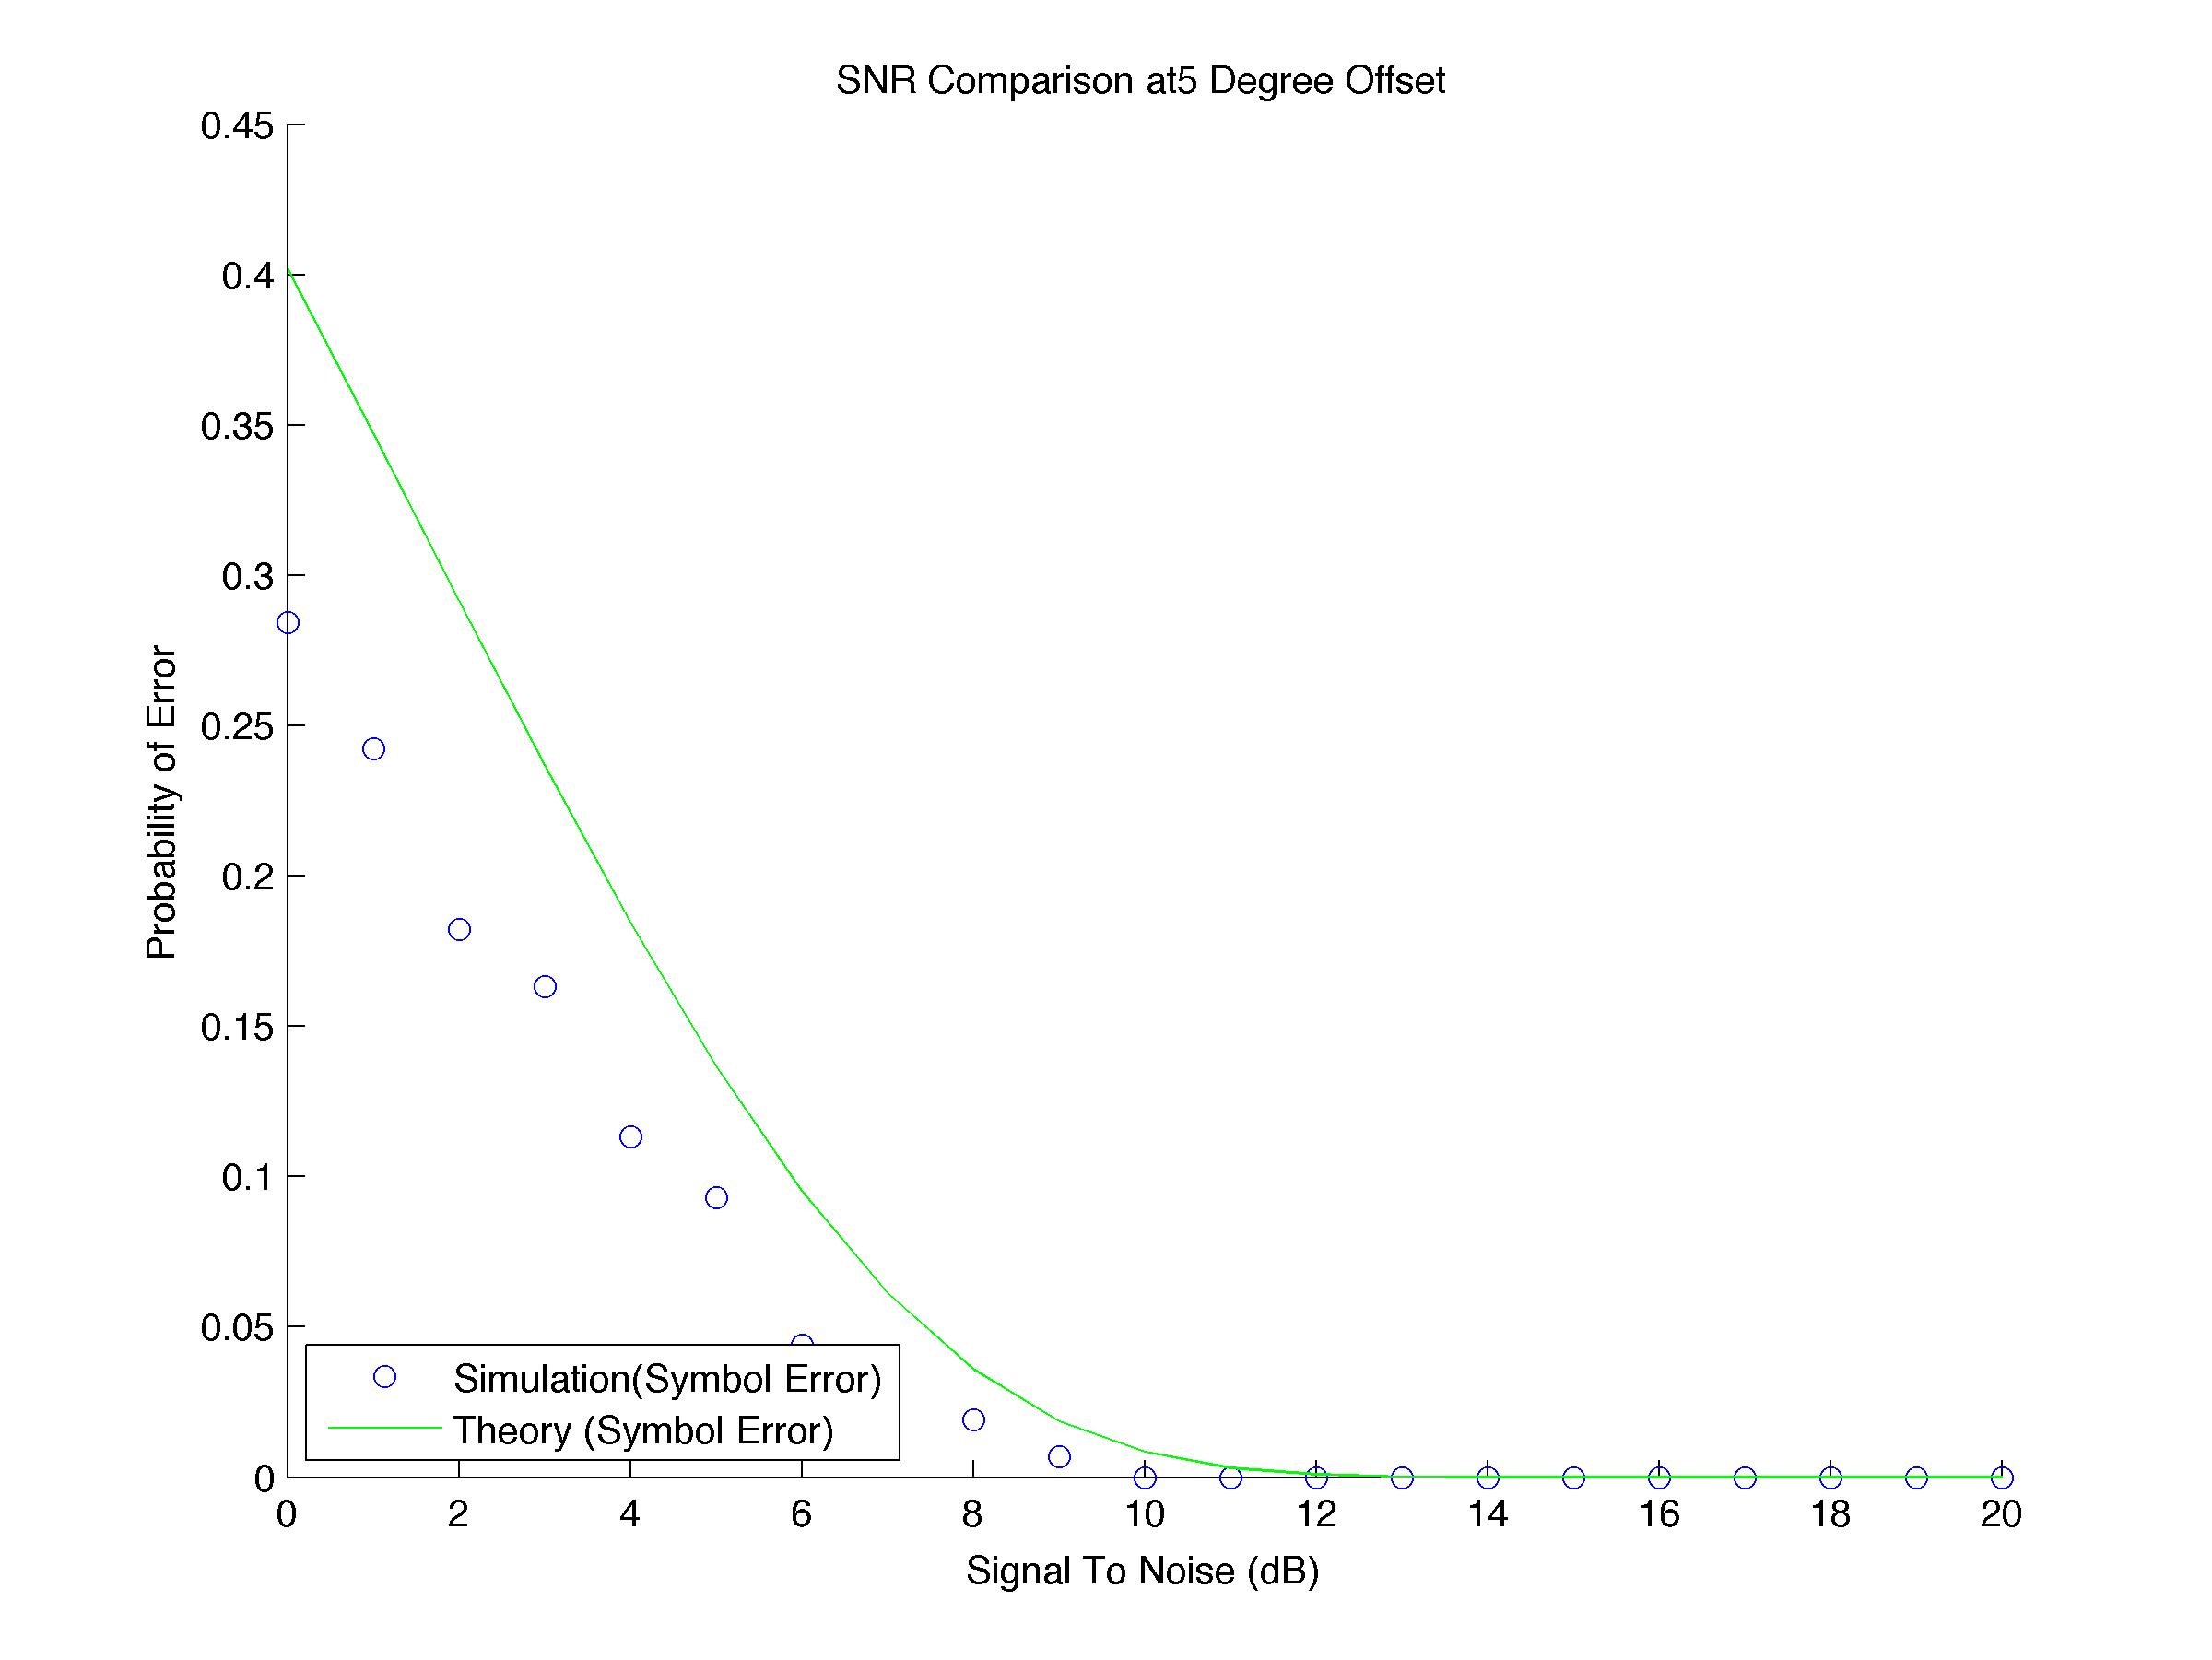 SNR Comparison at5 Degree Offset
0.45
0.4
0.35
0.3
0.25
0.2
0.15
0.1
0.05
0
Probability of Error
Simulation(Symbol Error)
Theory (Symbol Error)
0 2 4 6 8 10 12 14 16 18 20
Signal To Noise (dB)